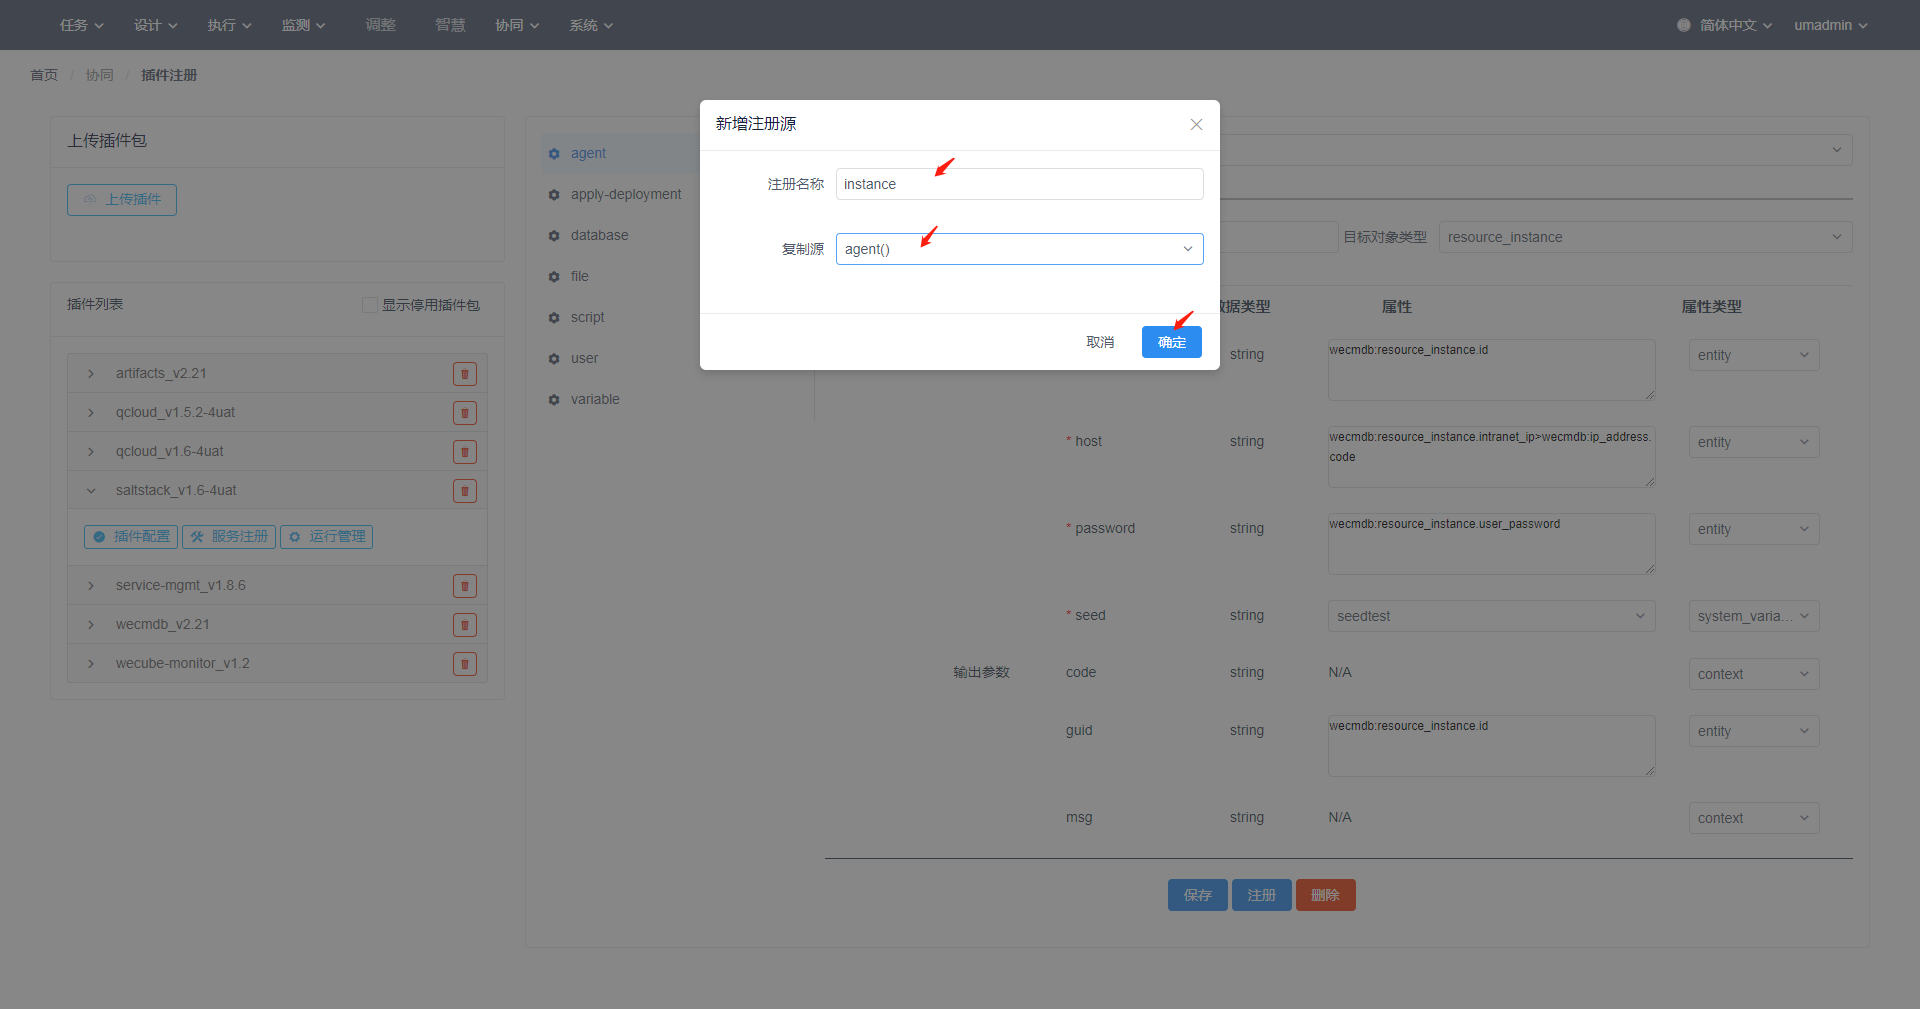 任务 设计 执行 监测 调整 智慧 协同 系统 简体中文 umadmin
首页 / 协同 / 插件注册
上传插件包
上传插件
插件列表 显示停用插件包
artifacts_v2.21
qcloud_v1.5.2-4uat
qcloud_v1.6-4uat
saltstack_v1.6-4uat
插件配置 服务注册 运行管理
service-mgmt_v1.8.6
wecmdb_v2.21
wecube-monitor_v1.2
agent
apply-deployment
database
file
script
user
variable
新增注册源
注册名称 instance
复制源 agent()
取消 确定
目标对象类型 resource_instance
据类型 属性 属性类型
string wecmdb:resource_instance.id entity
* host string wecmdb:resource_instance.intranet_ip>wecmdb:ip_address.
code
entity
* password string wecmdb:resource_instance.user_password entity
* seed string seedtest system_varia...
输出参数 code string N/A context
guid string wecmdb:resource_instance.id entity
msg string N/A context
保存 注册 删除